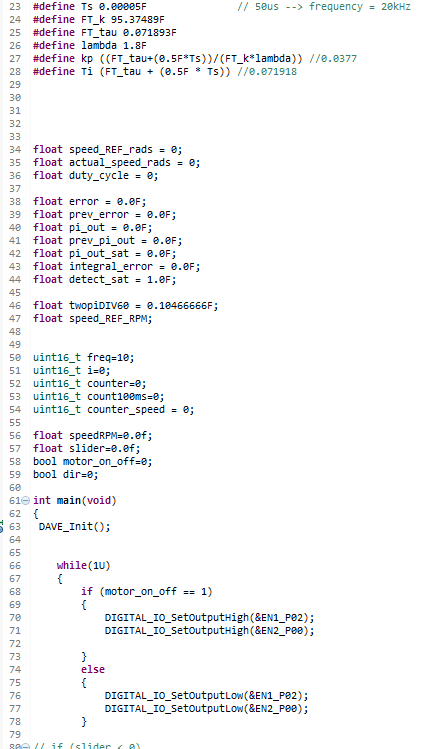 23 #define Ts 0.00005F // 50us --> frequency = 20kHz
24 #define FT_k 95.37489F
25 #define FT_tau 0.071893F
26 #define lambda 1.8F
27 #define kp ((FT_tau+(0.5F*Ts))/(FT_k*lambda)) //0.0377
28 #define Ti (FT_tau + (0.5F * Ts)) //0.071918
29
30
31
32
33
34 float speed_REF_rads = 0;
35 float actual_speed_rads = 0;
36 float duty_cycle = 0;
37
38 float error = 0.0F;
39 float prev_error = 0.0F;
40 float pi_out = 0.0F;
41 float prev_pi_out = 0.0F;
42 float pi_out_sat = 0.0F;
43 float integral_error = 0.0F;
44 float detect_sat = 1.0F;
45
46 float twopiDIV60 = 0.10466666F;
47 float speed_REF_RPM;
48
49
50 uint16_t freq=10;
51 uint16_t i=0;
52 uint16_t counter=0;
53 uint16_t count100ms=0;
54 uint16_t counter_speed = 0;
55
56 float speedRPM=0.0f;
57 float slider=0.0f;
58 bool motor_on_off=0;
59 bool dir=0;
60
61 int main(void)
62 {
63 DAVE_Init();
64
65
66 while(1U)
67 {
68 if (motor_on_off == 1)
69 {
70 DIGITAL_IO_SetOutputHigh(&EN1_P02);
71 DIGITAL_IO_SetOutputHigh(&EN2_P00);
72
73 }
74 else
75 {
76 DIGITAL_IO_SetOutputLow(&EN1_P02);
77 DIGITAL_IO_SetOutputLow(&EN2_P00);
78 }
79
80 // if (slider < 0)